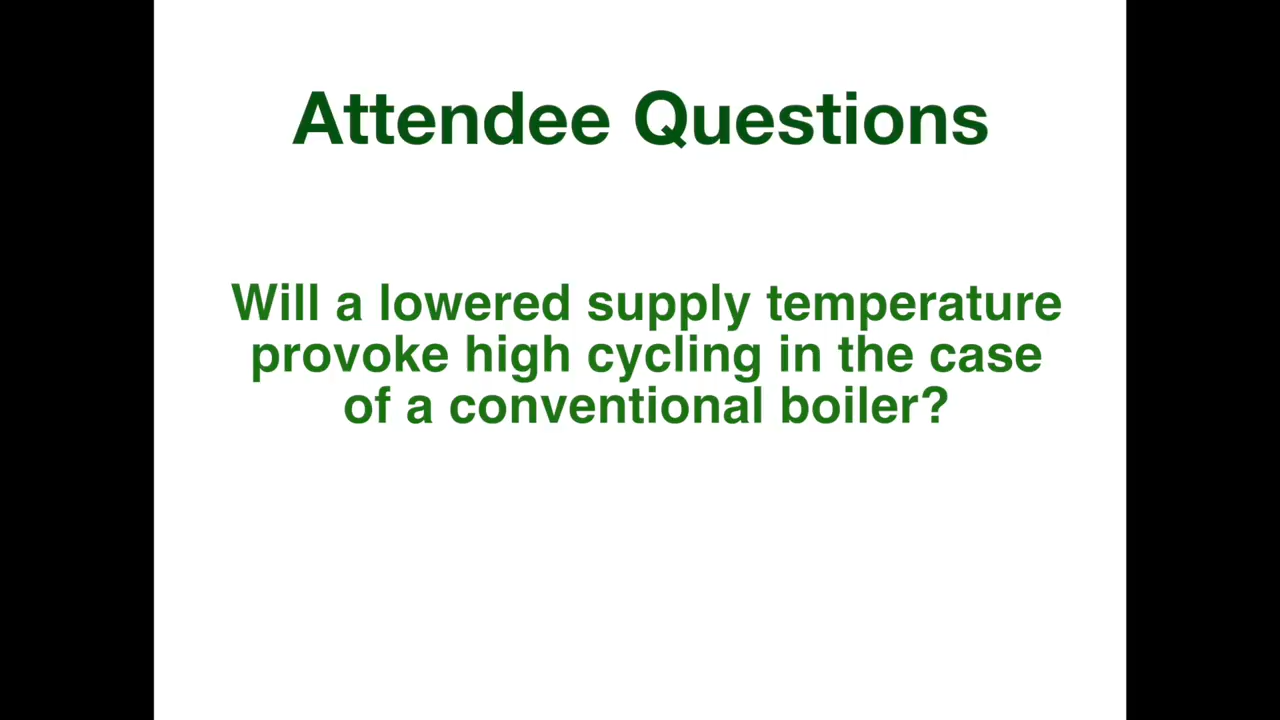 Attendee Questions
Will a lowered supply temperature
provoke high cycling in the case
of a conventional boiler?